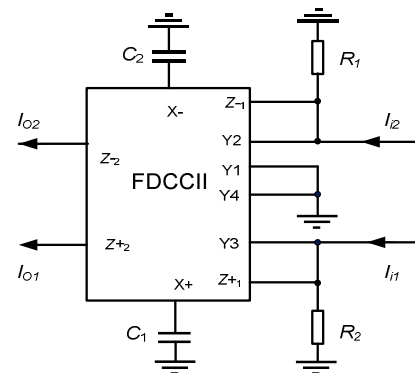 C2
R1
Z-1
X-
IO2
Y2
Ii2
Z-2
Y1
FDCCII
Y4
Z+2
Y3
IO1
Ii1
Z+1
X+
C1
R2